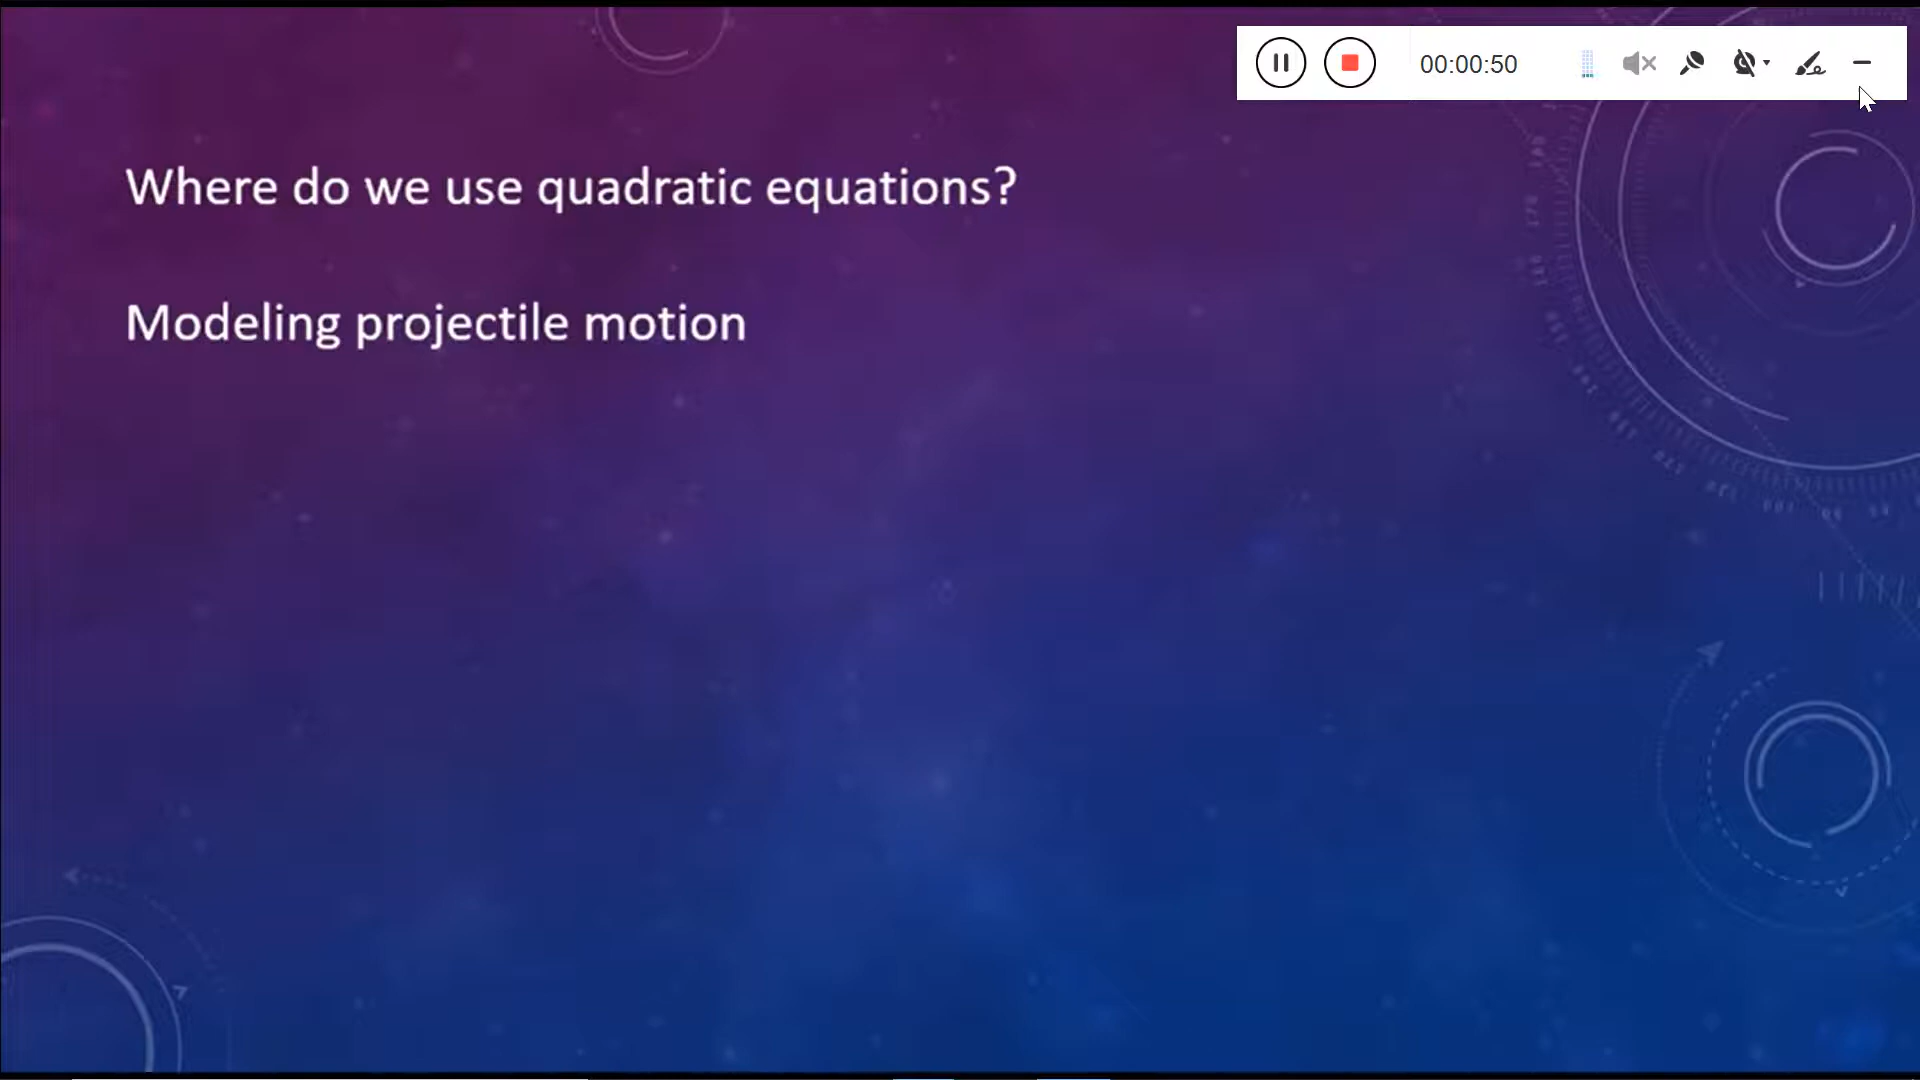 00:00:50
Where do we use quadratic equations?
Modeling projectile motion